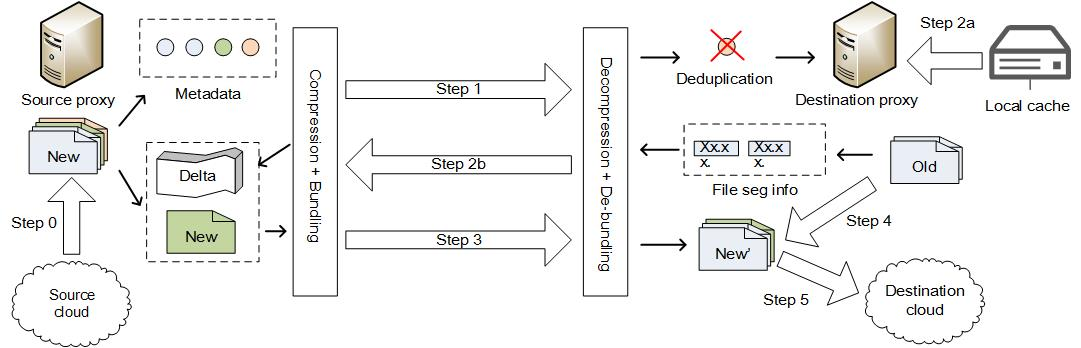 Source proxy
Metadata
New
Delta
New
Step 0
Source
cloud
Compression + Bundling
Step 1
Step 2b
Step 3
Decompression + De-bundling
Deduplication
Destination proxy
Step 2a
Local cache
Xx.x
x.
Xx.x
x.
File seg info
Old
Step 4
New'
Step 5
Destination
cloud